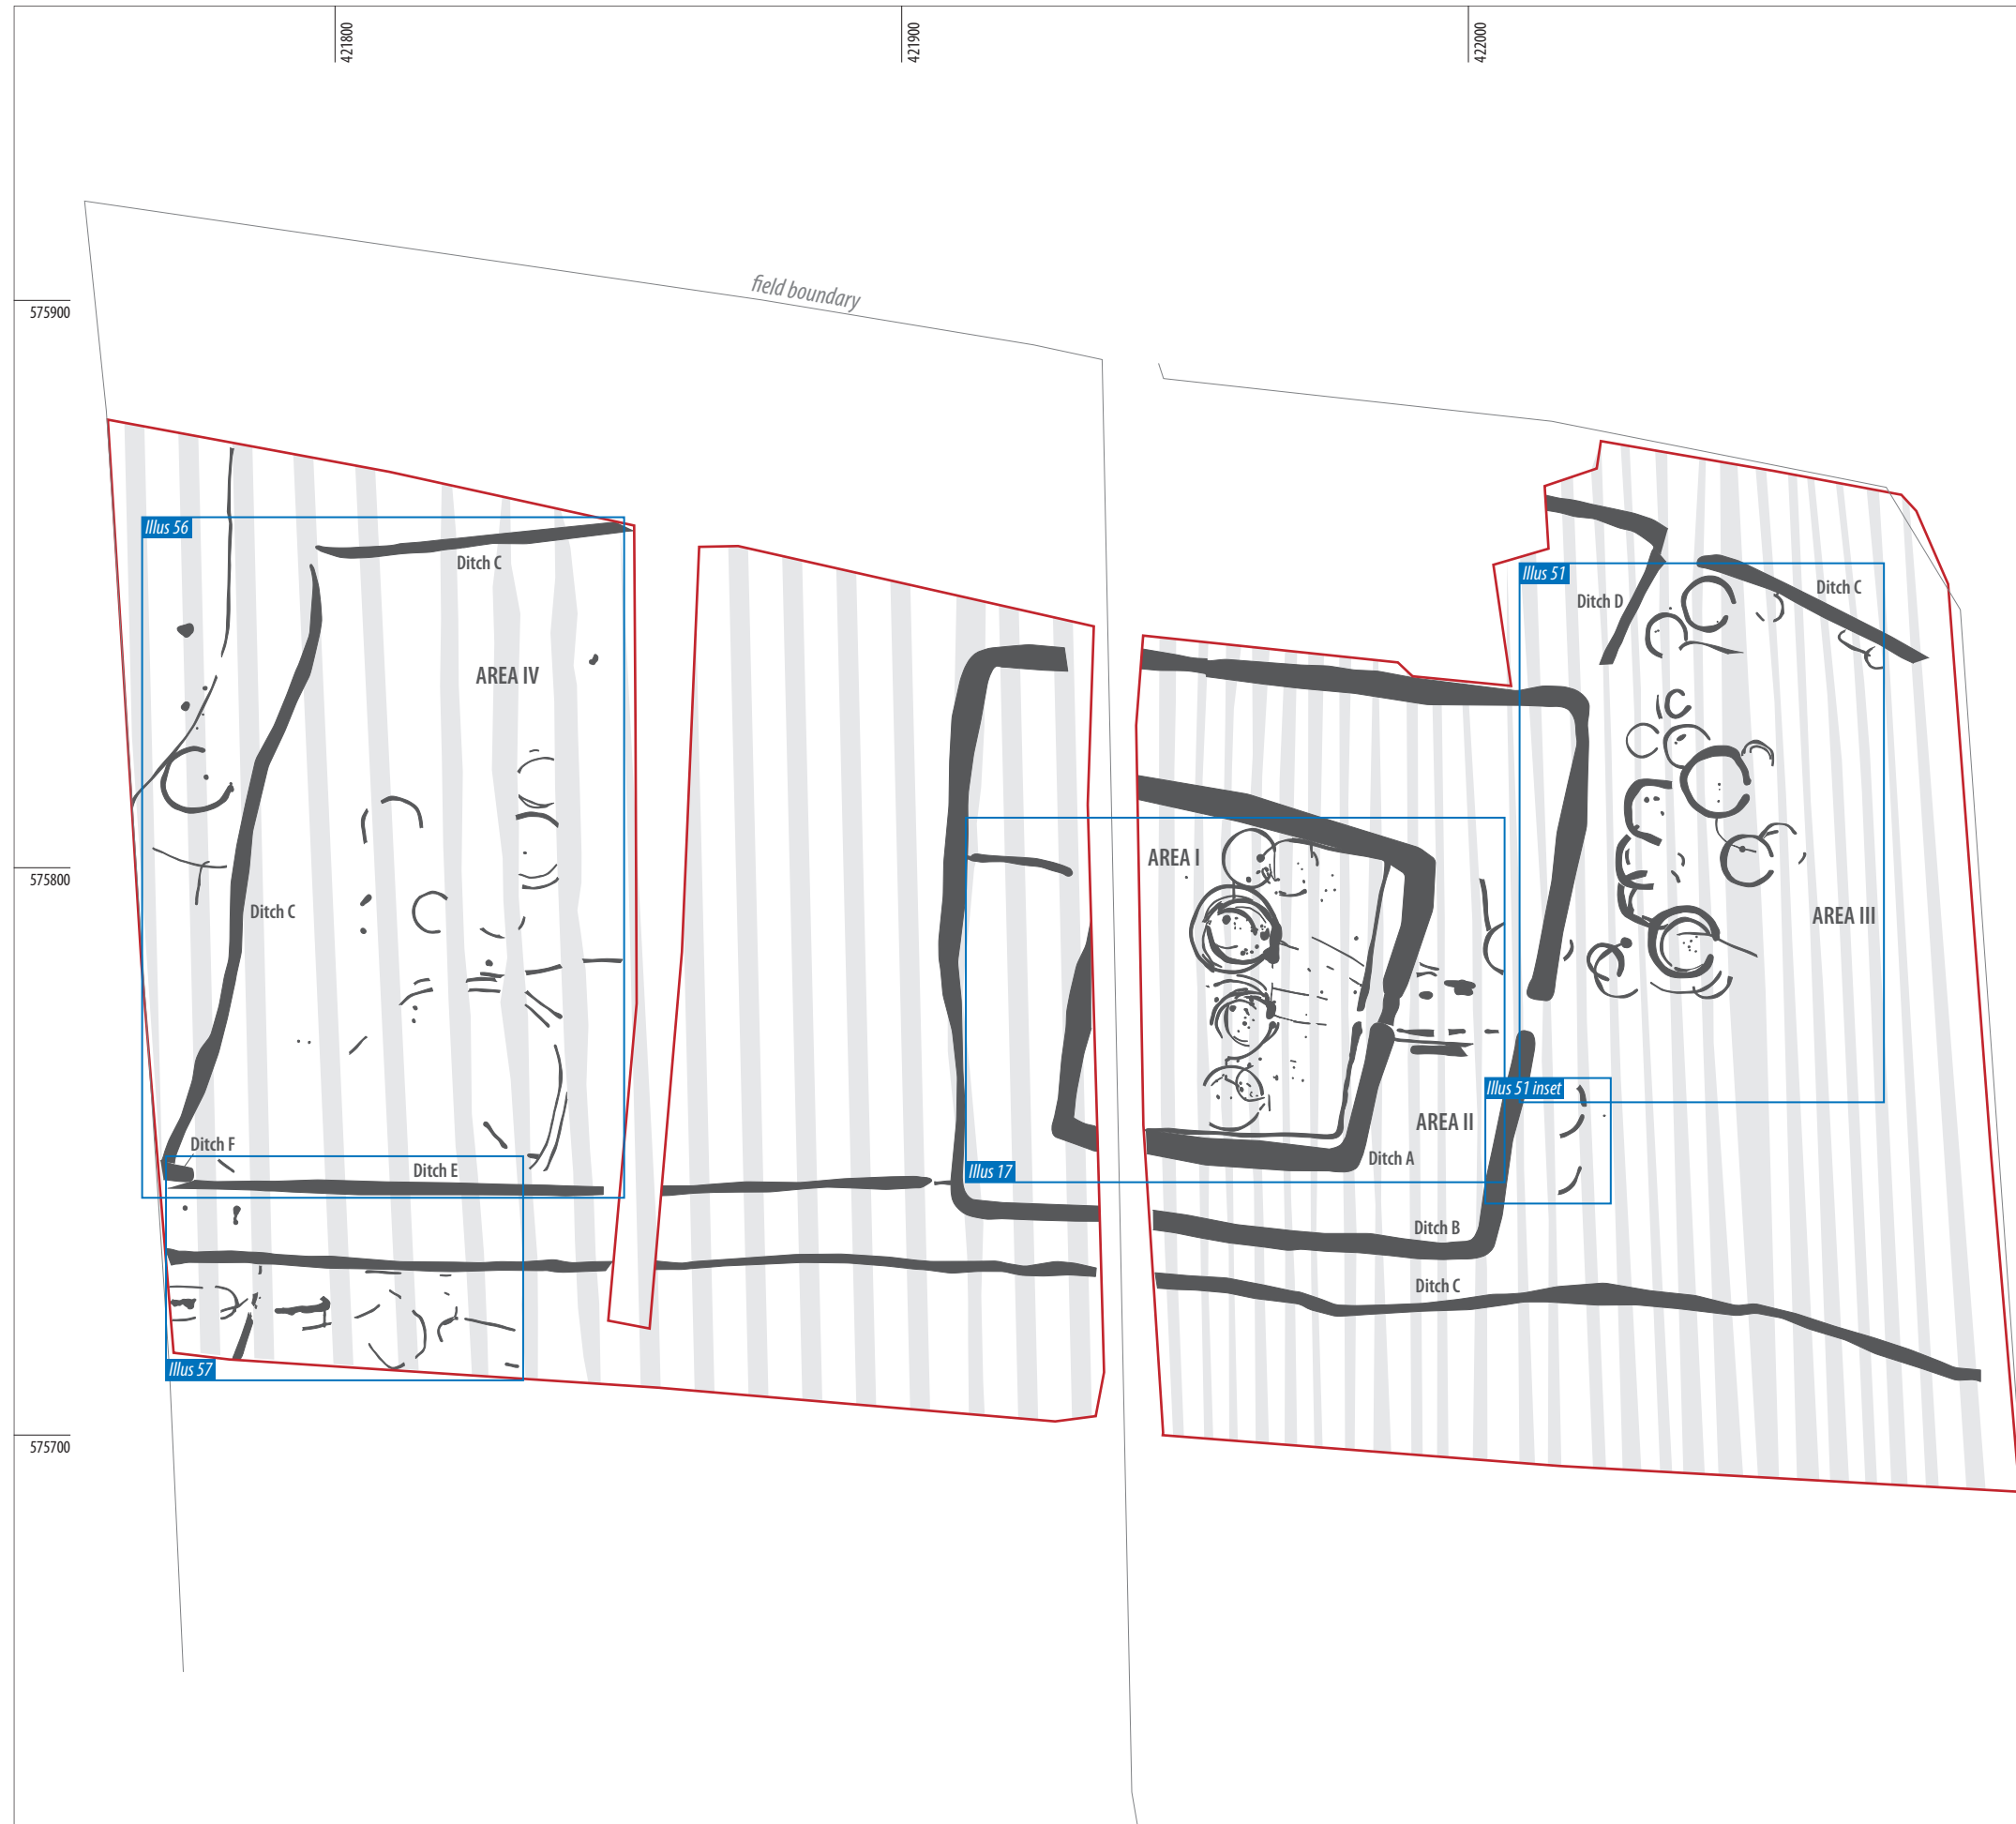 421800
421900
422000
field boundary
575900
Illus 56
Ditch C
Illus 51
Ditch D
Ditch C
AREA IV
AREA I
575800
Ditch C
AREA III
Illus 51 inset
AREA II
Ditch F
Ditch E
Illus 17
Ditch A
Ditch B
Ditch C
Illus 57
575700